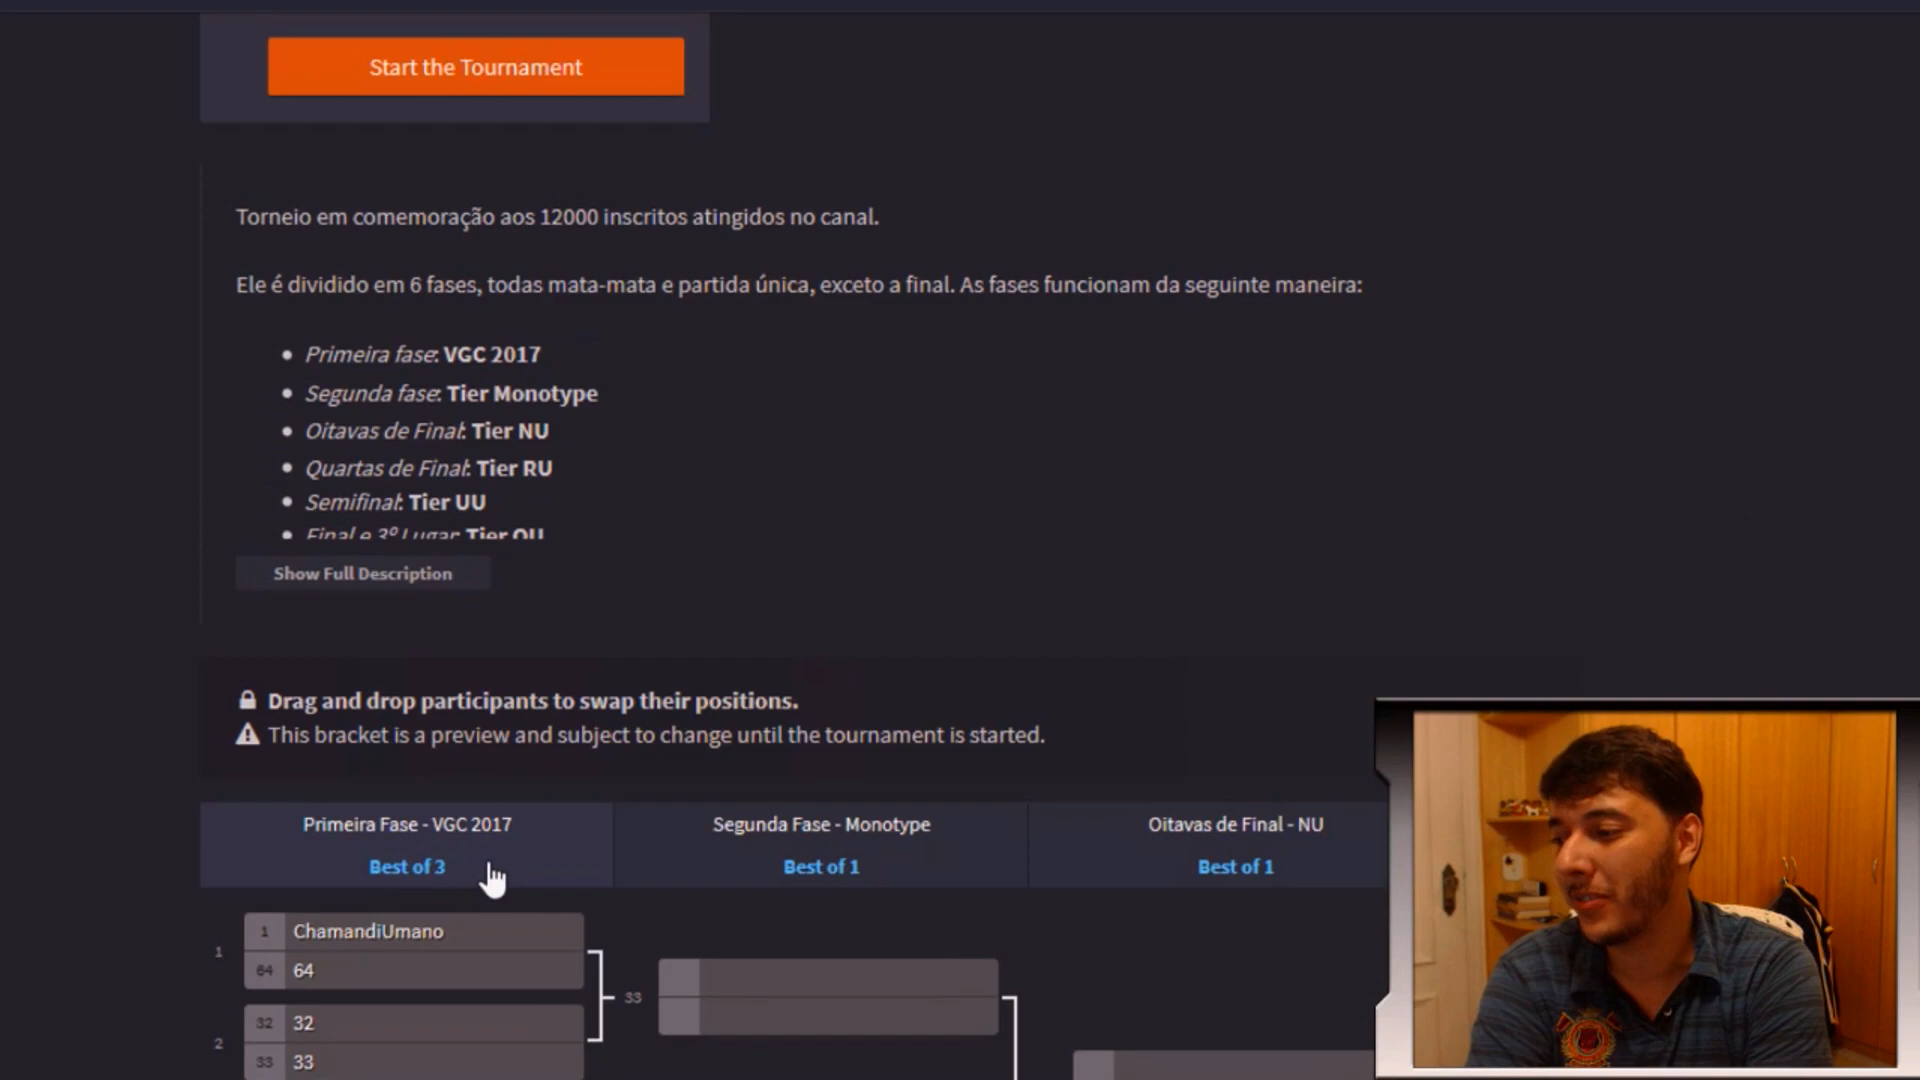 Start the Tournament
Torneio em comemoração aos 12000 inscritos atingidos no canal.
Ele é dividido em 6 fases, todas mata-mata e partida única, exceto a final. As fases funcionam da seguinte maneira:
Primeira fase: VGC 2017
Segunda fase: Tier Monotype
Oitavas de Final: Tier NU
Quartas de Final: Tier RU
Semifinal: Tier UU
Final e 3º Lugar: Tier OU
Show Full Description
Drag and drop participants to swap their positions.
This bracket is a preview and subject to change until the tournament is started.
Primeira Fase - VGC 2017
Best of 3
Segunda Fase - Monotype
Best of 1
Oitavas de Final - NU
Best of 1
1
1 ChamandiUmano
64 64
33
2
32 32
33 33